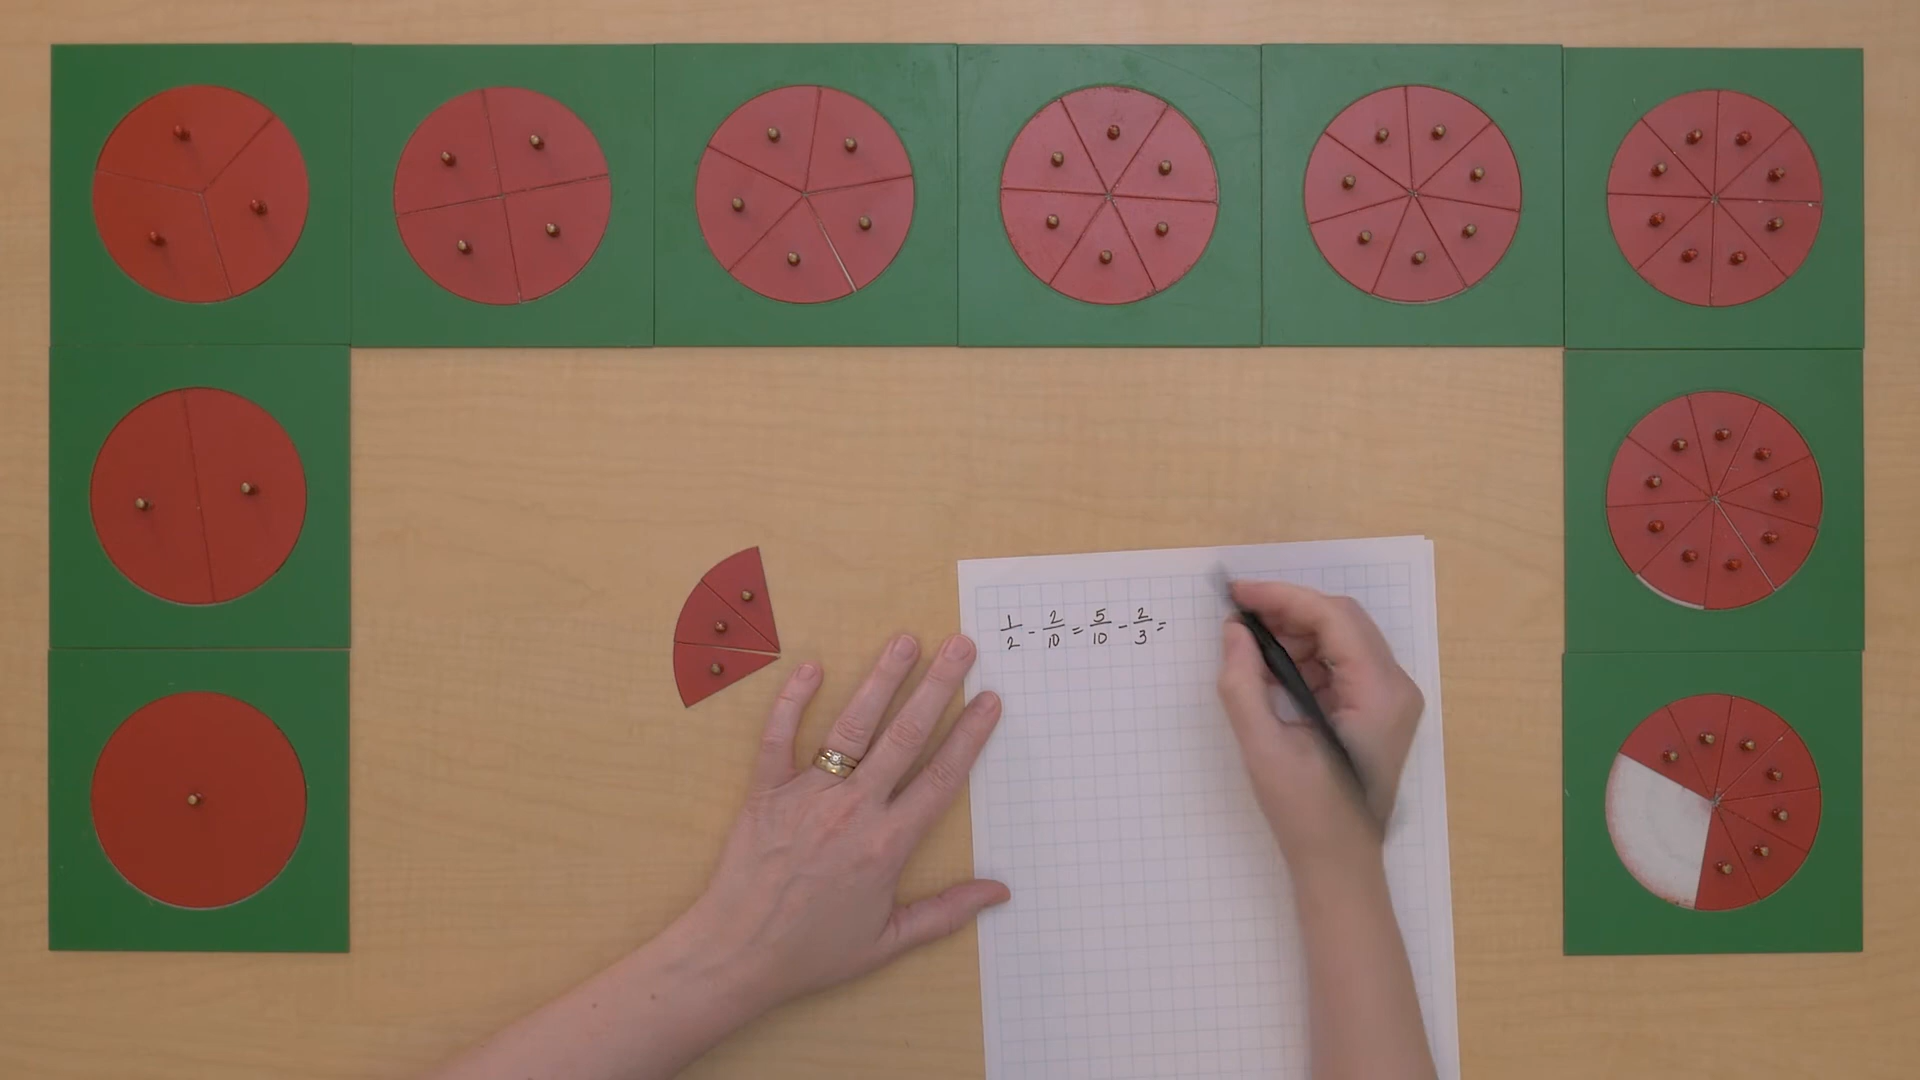 1/2 - 2/10 = 5/10 - 2/3 =